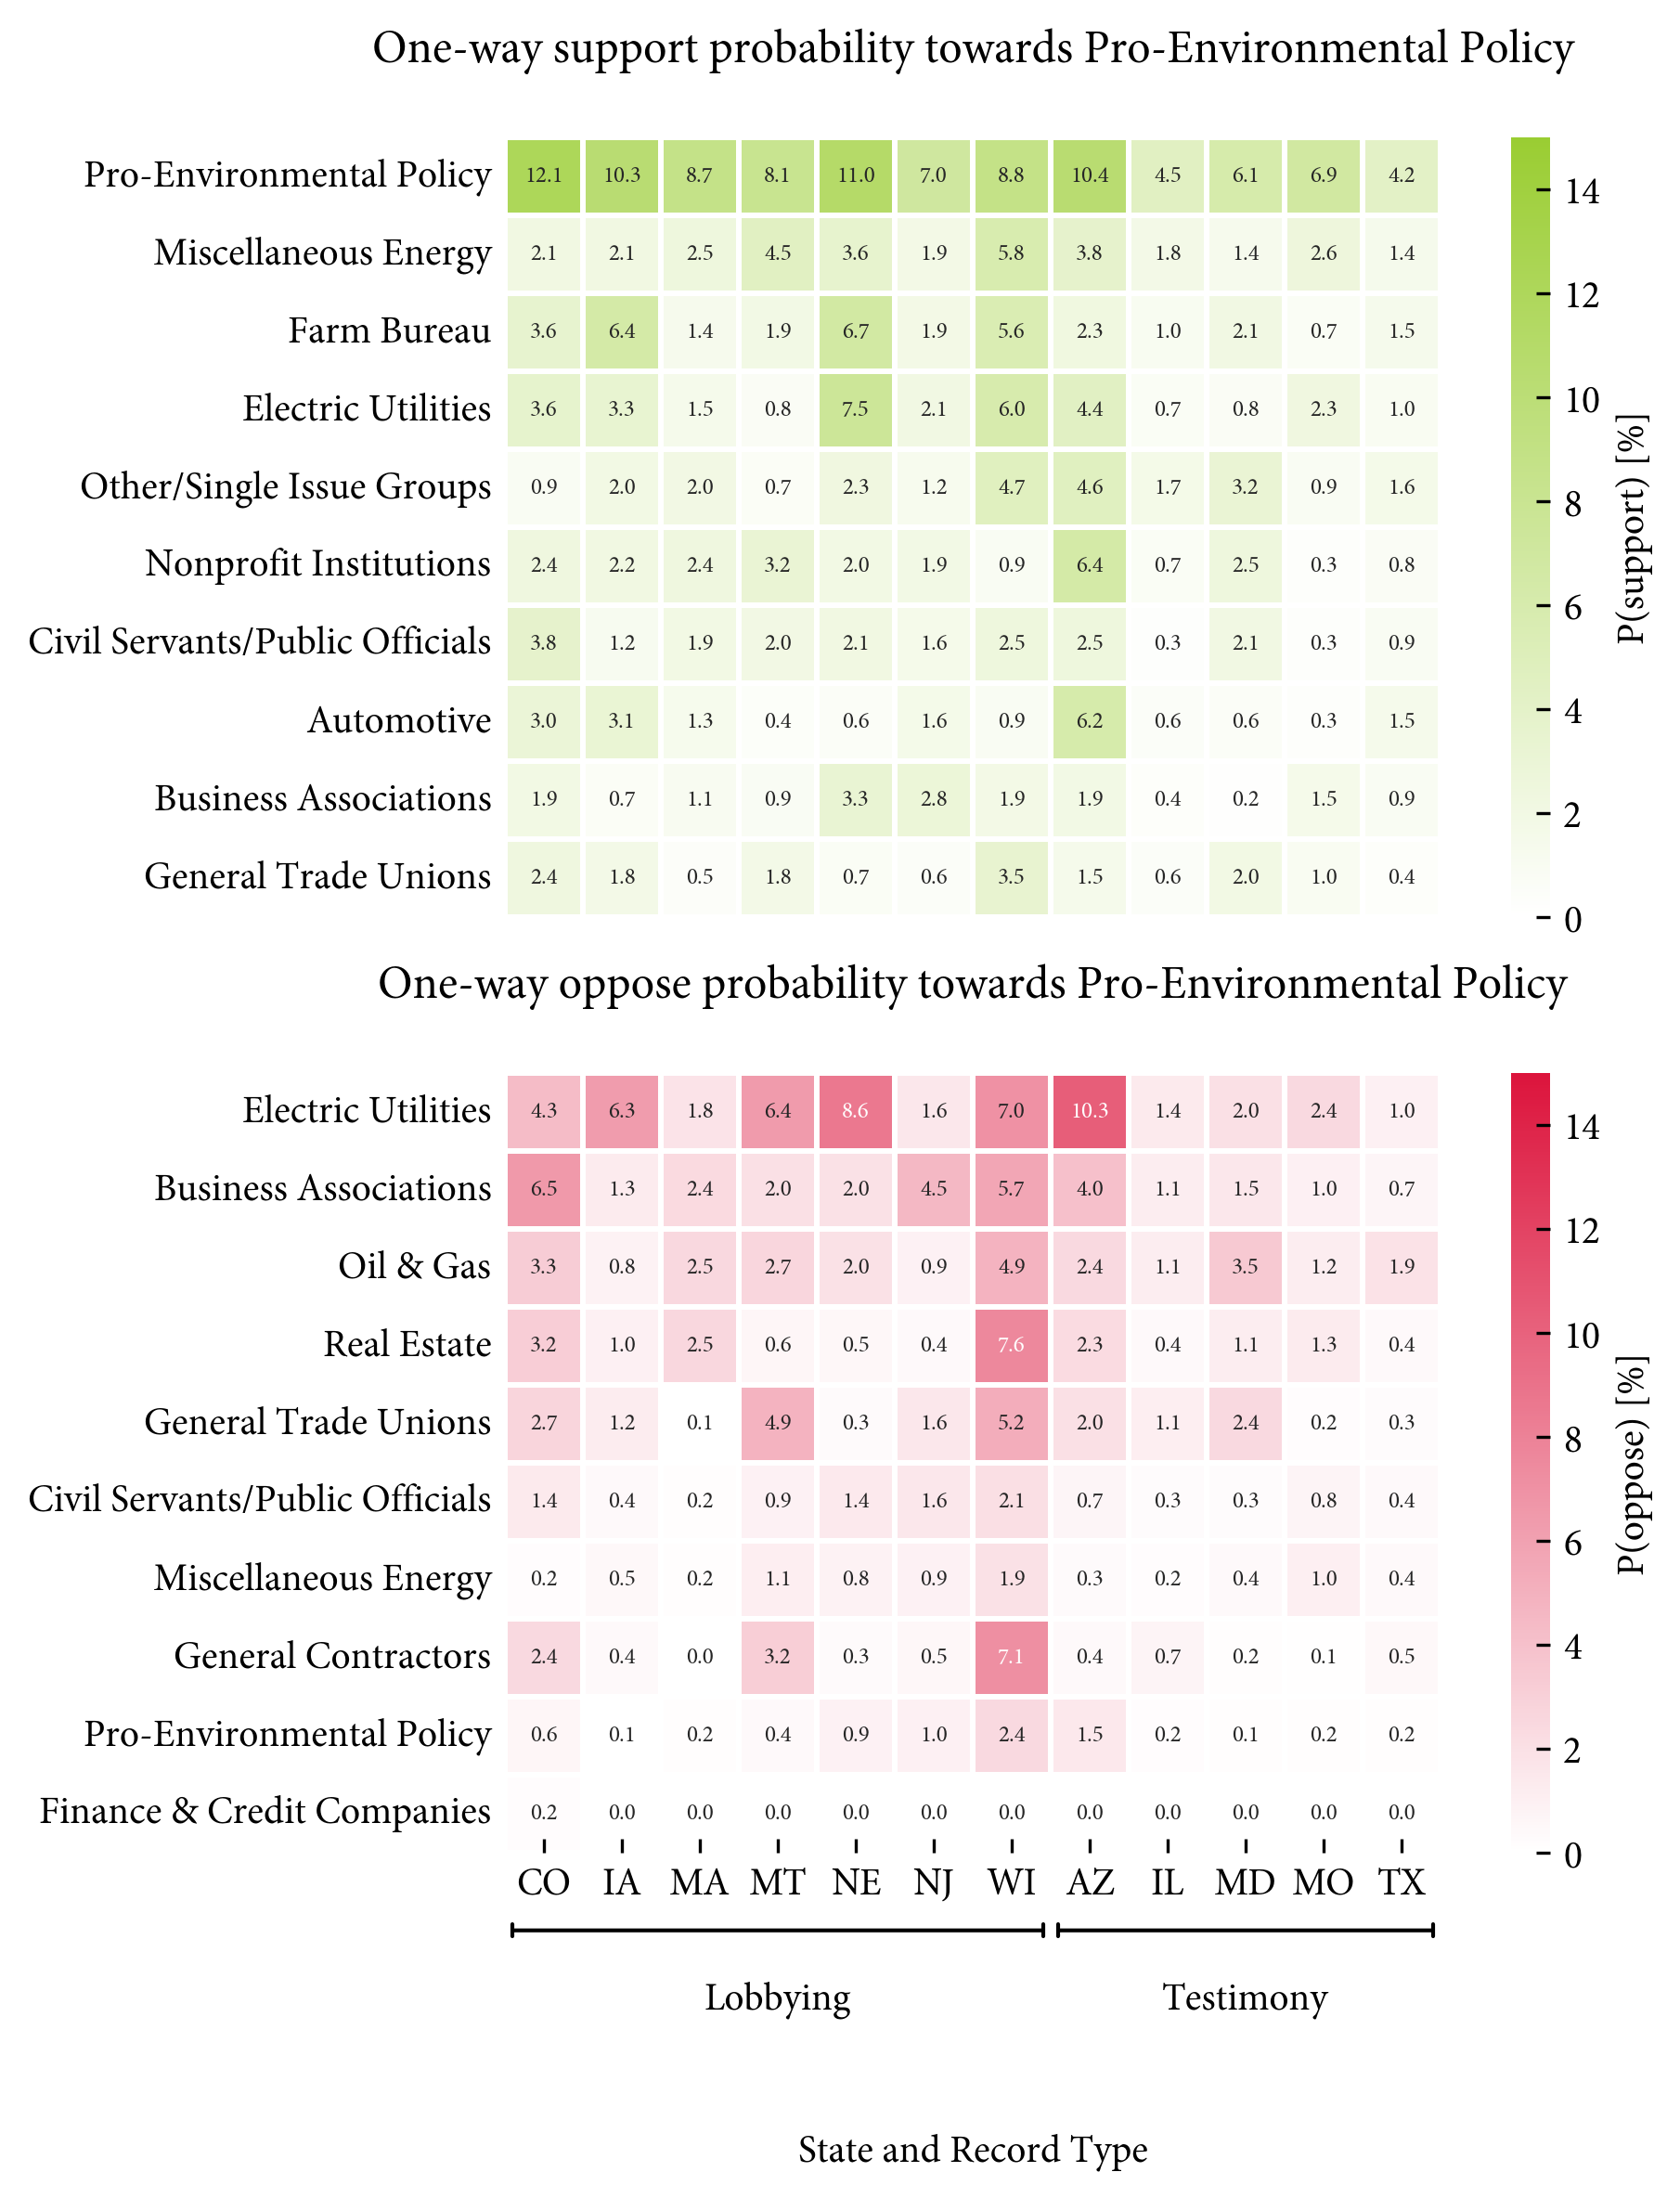 One-way support probability towards Pro-Environmental Policy
Pro-Environmental Policy 12.1 10.3 8.7 8.1 11.0 7.0 8.8 10.4 4.5 6.1 6.9 4.2
Miscellaneous Energy 2.1 2.1 2.5 4.5 3.6 1.9 5.8 3.8 1.8 1.4 2.6 1.4
Farm Bureau 3.6 6.4 1.4 1.9 6.7 1.9 5.6 2.3 1.0 2.1 0.7 1.5
Electric Utilities 3.6 3.3 1.5 0.8 7.5 2.1 6.0 4.4 0.7 0.8 2.3 1.0
Other/Single Issue Groups 0.9 2.0 2.0 0.7 2.3 1.2 4.7 4.6 1.7 3.2 0.9 1.6
Nonprofit Institutions 2.4 2.2 2.4 3.2 2.0 1.9 0.9 6.4 0.7 2.5 0.3 0.8
Civil Servants/Public Officials 3.8 1.2 1.9 2.0 2.1 1.6 2.5 2.5 0.3 2.1 0.3 0.9
Automotive 3.0 3.1 1.3 0.4 0.6 1.6 0.9 6.2 0.6 0.6 0.3 1.5
Business Associations 1.9 0.7 1.1 0.9 3.3 2.8 1.9 1.9 0.4 0.2 1.5 0.9
General Trade Unions 2.4 1.8 0.5 1.8 0.7 0.6 3.5 1.5 0.6 2.0 1.0 0.4
14
12
10
8
6
4
2
0
P(support) [%]
One-way oppose probability towards Pro-Environmental Policy
Electric Utilities 4.3 6.3 1.8 6.4 8.6 1.6 7.0 10.3 1.4 2.0 2.4 1.0
Business Associations 6.5 1.3 2.4 2.0 2.0 4.5 5.7 4.0 1.1 1.5 1.0 0.7
Oil & Gas 3.3 0.8 2.5 2.7 2.0 0.9 4.9 2.4 1.1 3.5 1.2 1.9
Real Estate 3.2 1.0 2.5 0.6 0.5 0.4 7.6 2.3 0.4 1.1 1.3 0.4
General Trade Unions 2.7 1.2 0.1 4.9 0.3 1.6 5.2 2.0 1.1 2.4 0.2 0.3
Civil Servants/Public Officials 1.4 0.4 0.2 0.9 1.4 1.6 2.1 0.7 0.3 0.3 0.8 0.4
Miscellaneous Energy 0.2 0.5 0.2 1.1 0.8 0.9 1.9 0.3 0.2 0.4 1.0 0.4
General Contractors 2.4 0.4 0.0 3.2 0.3 0.5 7.1 0.4 0.7 0.2 0.1 0.5
Pro-Environmental Policy 0.6 0.1 0.2 0.4 0.9 1.0 2.4 1.5 0.2 0.1 0.2 0.2
Finance & Credit Companies 0.2 0.0 0.0 0.0 0.0 0.0 0.0 0.0 0.0 0.0 0.0 0.0
14
12
10
8
6
4
2
0
P(oppose) [%]
CO IA MA MT NE NJ WI AZ IL MD MO TX
Lobbying Testimony
State and Record Type